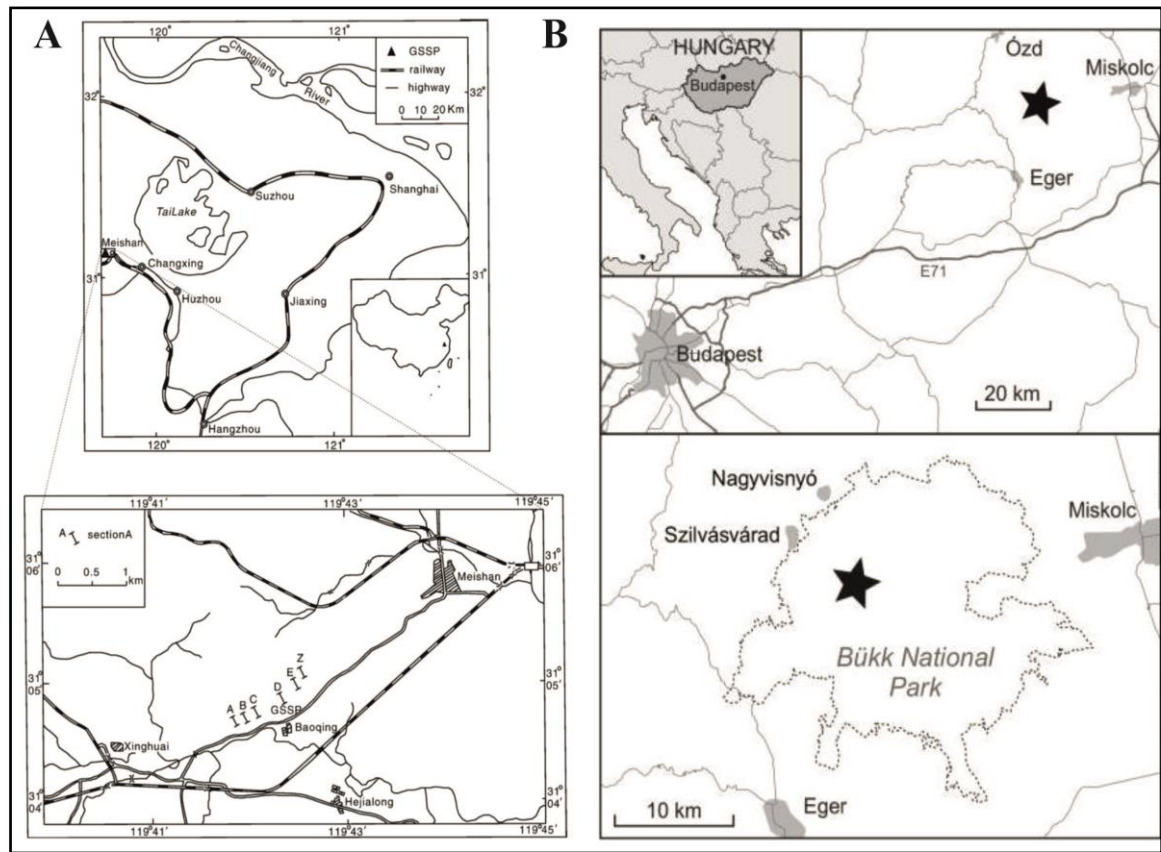 A
120°
121°
GSSP
railway
highway
0 10 20 Km
Changjiang
River
32°
32°
Shanghai
Suzhou
TaiLake
Meishan
Changxing
31°
31°
Huzhou
Jiaxing
Hangzhou
120°
121°
119°41′
119°43′
119°45′
A
sectionA
0 0.5 1
km
31°
06′
31°
06′
Meishan
31°
05′
31°
05′
Z
E
D
A B C
GSSP
Baoqing
Xinghuai
Hejialong
31°
04′
31°
04′
119°41′
119°43′
119°45′
B
HUNGARY
Budapest
Ózd
Miskolc
Eger
E71
Budapest
20 km
Nagyvisnyó
Szilvásvárad
Miskolc
Bükk National
Park
10 km
Eger